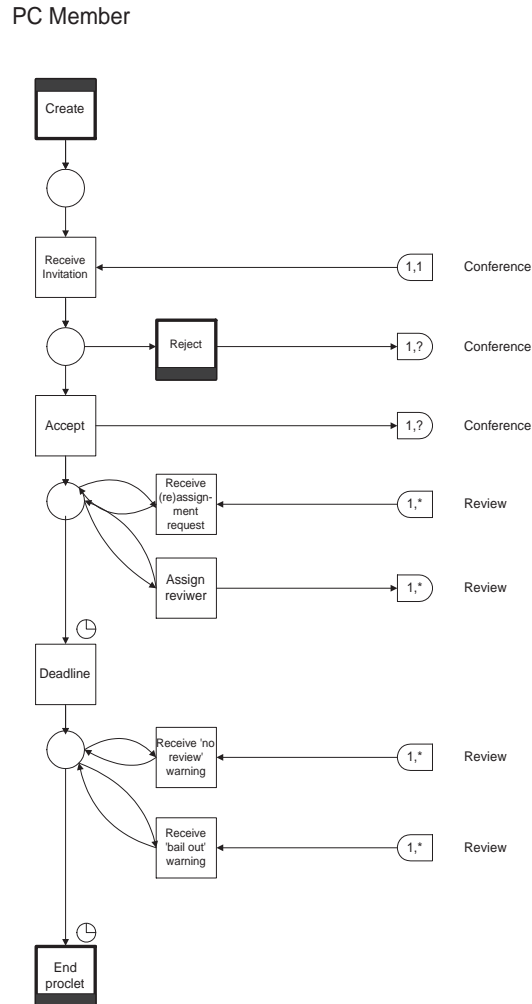 PC Member
Create
Receive
Invitation
1,1
Conference
Reject
1,?
Conference
Accept
1,?
Conference
Receive
(re)assign-
ment
request
1,*
Review
Assign
reviwer
1,*
Review
Deadline
Receive 'no
review'
warning
1,*
Review
Receive
'bail out'
warning
1,*
Review
End
proclet